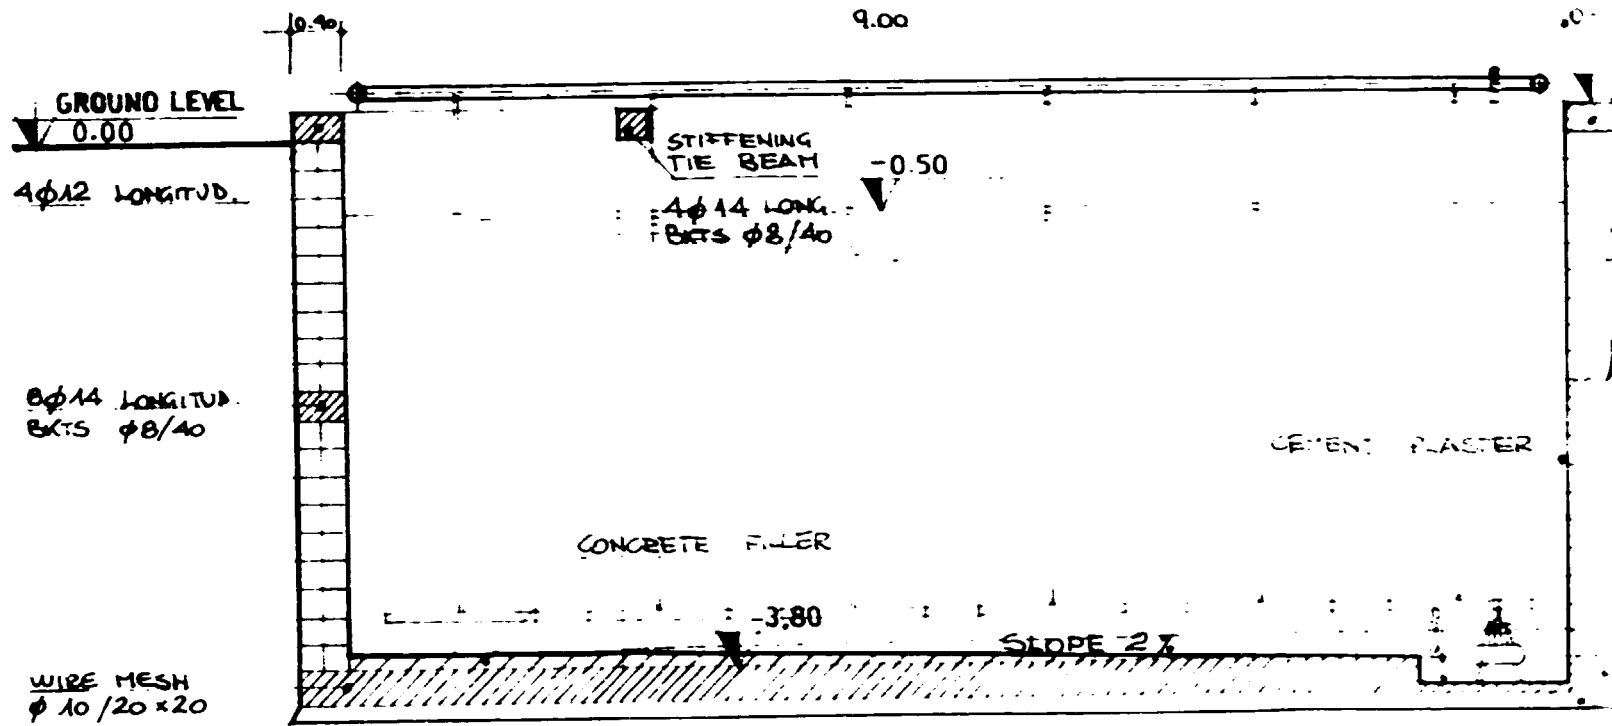 0.40
9.00
GROUND LEVEL
0.00
STIFFENING
TIE BEAM
-0.50
4φ12 LONGITUD.
4φ14 LONG.
BKTS φ8/40
8φ14 LONGITUD.
BKTS φ8/40
CEMENT PLASTER
CONCRETE FILLER
-3,80
SLOPE 2%
WIRE MESH
φ 10/20×20